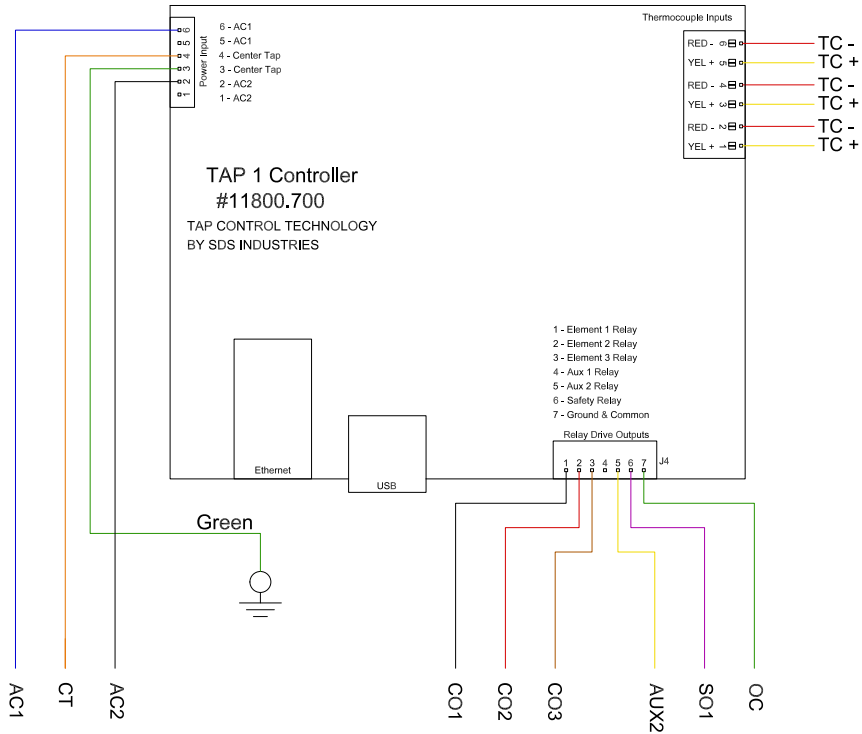 6 - AC1
5 - AC1
4 - Center Tap
3 - Center Tap
2 - AC2
1 - AC2
6
5
4
3
2
1
Power Input
Thermocouple Inputs
RED - 6
YEL + 5
RED - 4
YEL + 3
RED - 2
YEL + 1
TC -
TC +
TC -
TC +
TC -
TC +
TAP 1 Controller
#11800.700
TAP CONTROL TECHNOLOGY
BY SDS INDUSTRIES
1 - Element 1 Relay
2 - Element 2 Relay
3 - Element 3 Relay
4 - Aux 1 Relay
5 - Aux 2 Relay
6 - Safety Relay
7 - Ground & Common
Relay Drive Outputs
1 2 3 4 5 6 7
J4
Ethernet
USB
Green
AC1
CT
AC2
CO1
CO2
CO3
AUX2
SO1
OC